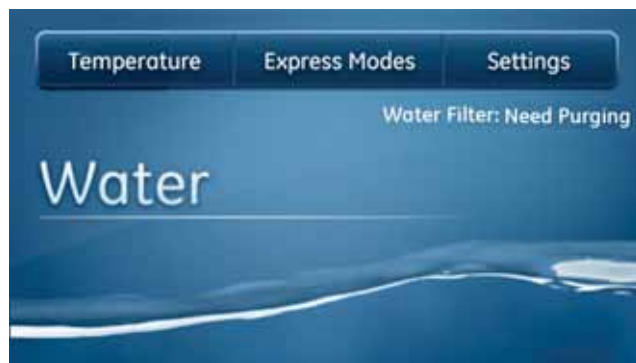 Temperature Express Modes Settings
Water Filter: Need Purging
Water